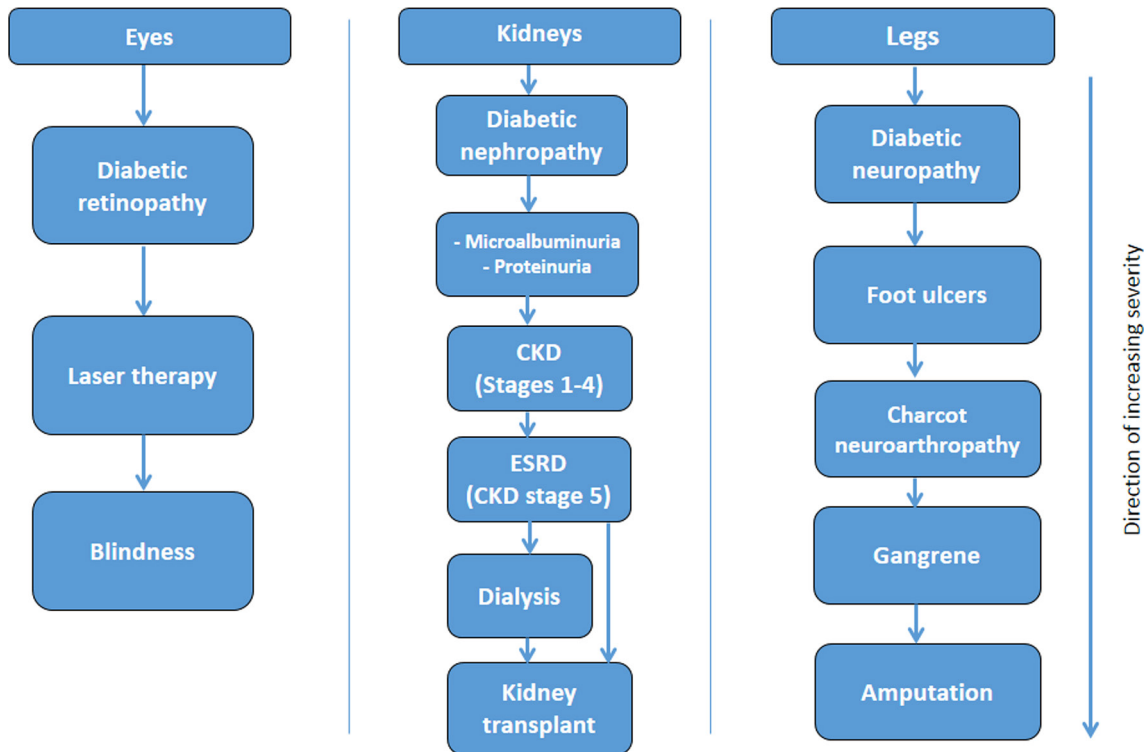 Eyes
Diabetic
retinopathy
Laser therapy
Blindness
Kidneys
Diabetic
nephropathy
- Microalbuminuria
- Proteinuria
CKD
(Stages 1-4)
ESRD
(CKD stage 5)
Dialysis
Kidney
transplant
Legs
Diabetic
neuropathy
Foot ulcers
Charcot
neuroarthropathy
Gangrene
Amputation
Direction of increasing severity